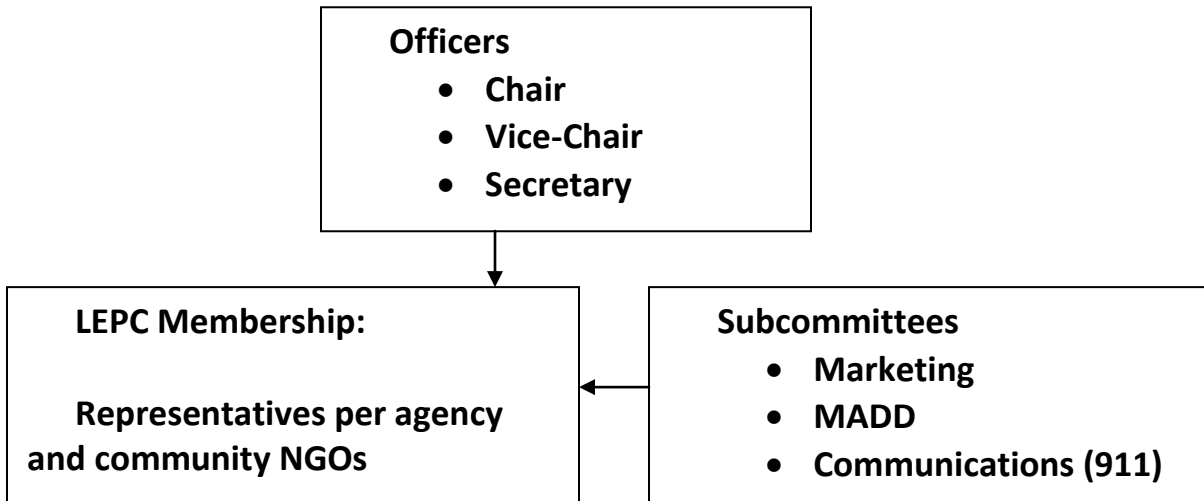 Officers
• Chair
• Vice-Chair
• Secretary
LEPC Membership:
Representatives per agency
and community NGOs
Subcommittees
• Marketing
• MADD
• Communications (911)